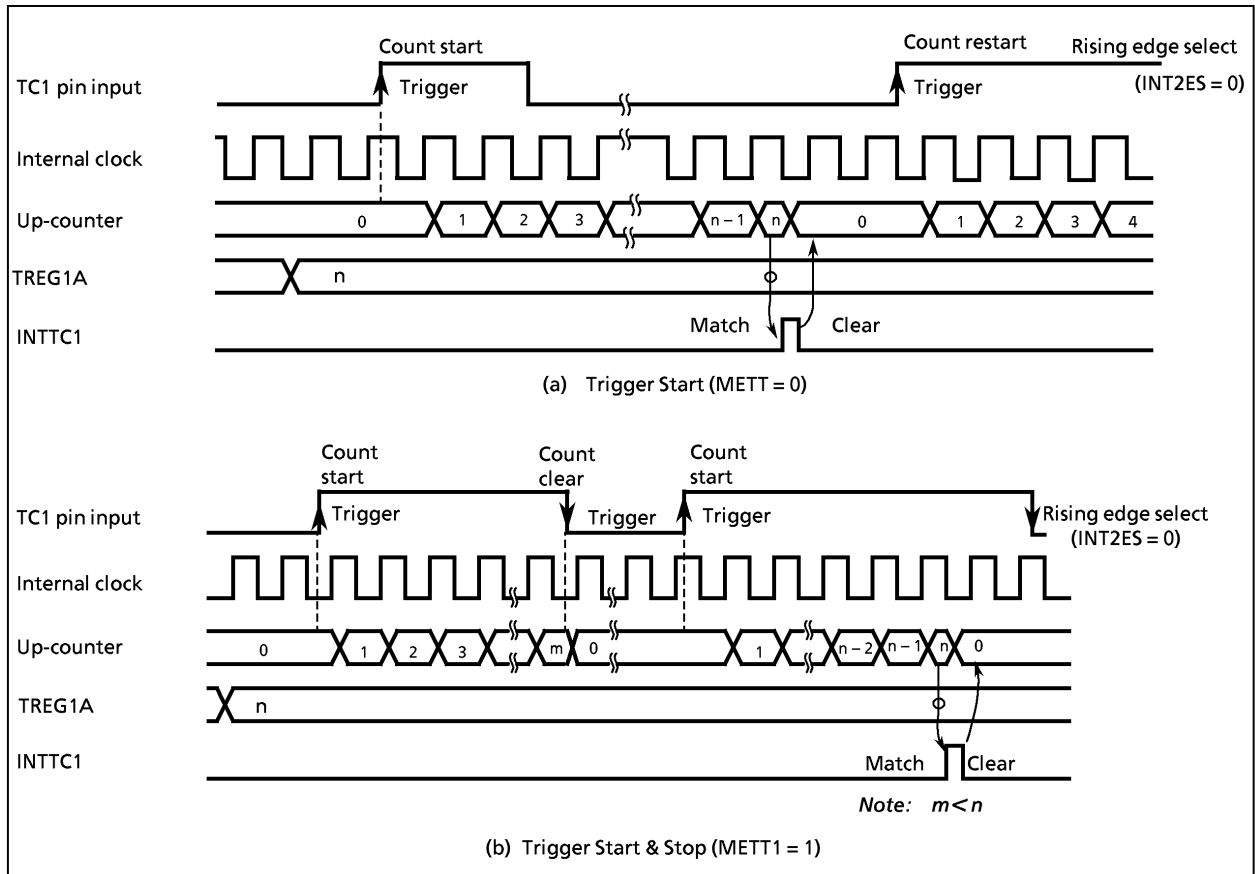 Count start
Count restart
Rising edge select
TC1 pin input
Trigger
Trigger
(INT2ES = 0)
Internal clock
Up-counter
0
1
2
3
n – 1
n
0
1
2
3
4
TREG1A
n
INTTC1
Match
Clear
(a) Trigger Start (METT = 0)
Count
start
Count
clear
Count
start
TC1 pin input
Trigger
Trigger
Trigger
Rising edge select
(INT2ES = 0)
Internal clock
Up-counter
0
1
2
3
m
0
1
n – 2
n – 1
n
0
TREG1A
n
INTTC1
Match
Clear
Note: m < n
(b) Trigger Start & Stop (METT1 = 1)